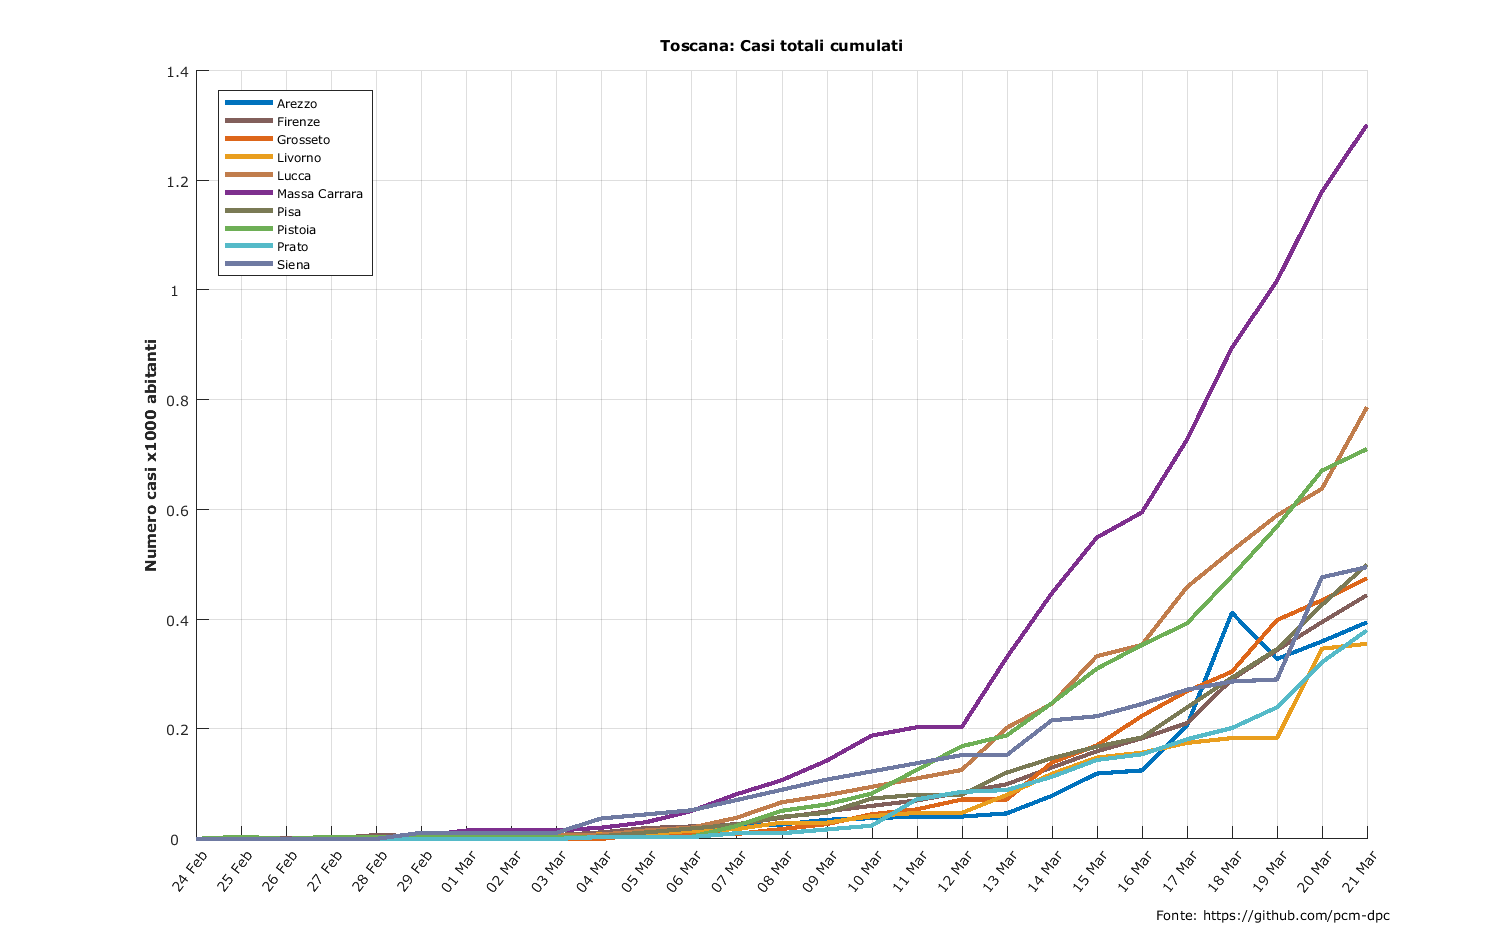 Toscana: Casi totali cumulati
1.4
1.2
1
0.8
0.6
0.4
0.2
0
Numero casi x1000 abitanti
Arezzo
Firenze
Grosseto
Livorno
Lucca
Massa Carrara
Pisa
Pistoia
Prato
Siena
24 Feb
25 Feb
26 Feb
27 Feb
28 Feb
29 Feb
01 Mar
02 Mar
03 Mar
04 Mar
05 Mar
06 Mar
07 Mar
08 Mar
09 Mar
10 Mar
11 Mar
12 Mar
13 Mar
14 Mar
15 Mar
16 Mar
17 Mar
18 Mar
19 Mar
20 Mar
21 Mar
Fonte: https://github.com/pcm-dpc